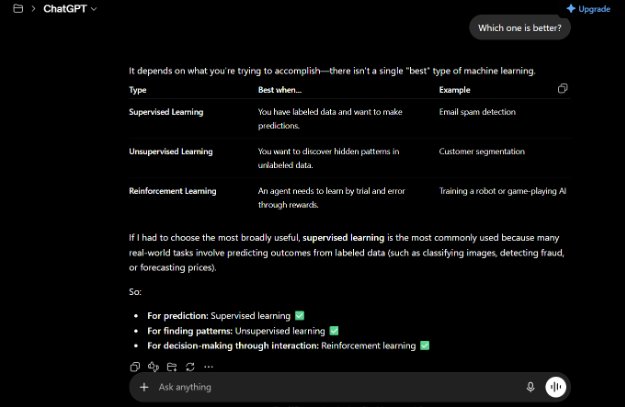 ChatGPT
Upgrade
Which one is better?
It depends on what you're trying to accomplish—there isn't a single "best" type of machine learning.
Type Best when... Example
Supervised Learning You have labeled data and want to make Email spam detection
predictions.
Unsupervised Learning You want to discover hidden patterns in Customer segmentation
unlabeled data.
Reinforcement Learning An agent needs to learn by trial and error Training a robot or game-playing AI
through rewards.
If I had to choose the most broadly useful, supervised learning is the most commonly used because many
real-world tasks involve predicting outcomes from labeled data (such as classifying images, detecting fraud,
or forecasting prices).
So:
• For prediction: Supervised learning ✅
• For finding patterns: Unsupervised learning ✅
• For decision-making through interaction: Reinforcement learning ✅
Ask anything